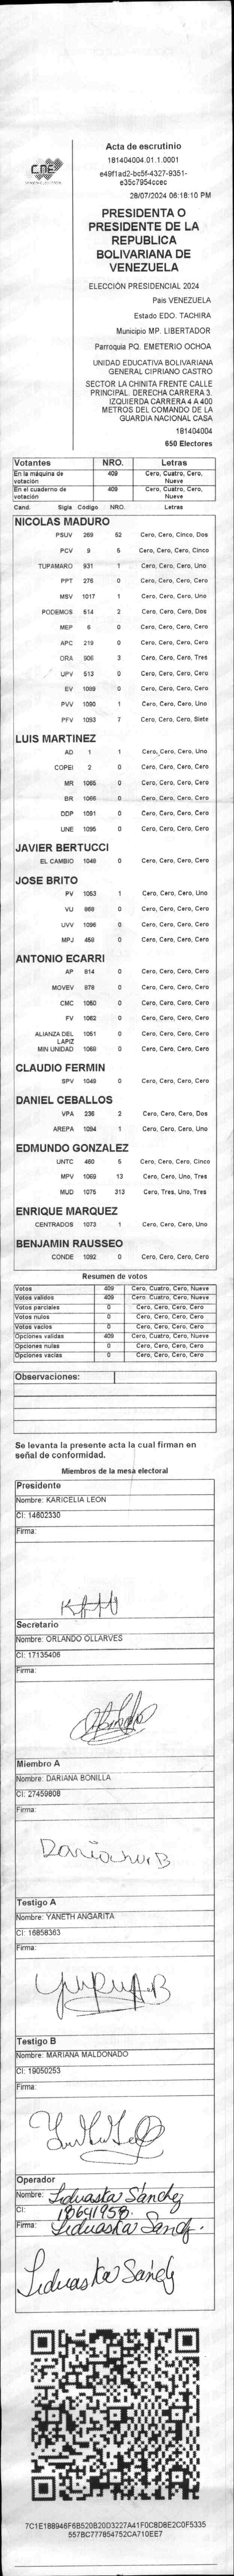 CNE
Acta de escrutinio
181404004.01.1.0001
e49f1ad2-bc5f-4327-9351-
e35c7954ccec
28/07/2024 06:18:10 PM
PRESIDENTA O
PRESIDENTE DE LA
REPUBLICA
BOLIVARIANA DE
VENEZUELA
ELECCIÓN PRESIDENCIAL 2024
Pais VENEZUELA
Estado EDO. TACHIRA
Municipio MP. LIBERTADOR
Parroquia PQ. EMETERIO OCHOA
UNIDAD EDUCATIVA BOLIVARIANA
GENERAL CIPRIANO CASTRO
SECTOR LA CHINITA FRENTE CALLE
PRINCIPAL. DERECHA CARRERA 3.
IZQUIERDA CARRERA 4 A 400
METROS DEL COMANDO DE LA
GUARDIA NACIONAL CASA
181404004
650 Electores
Votantes NRO. Letras
En la máquina de votación 409 Cero, Cuatro, Cero, Nueve
En el cuaderno de votación 409 Cero, Cuatro, Cero, Nueve
Cand. Sigla Código NRO. Letras
NICOLAS MADURO
PSUV 269 52 Cero, Cero, Cinco, Dos
PCV 9 5 Cero, Cero, Cero, Cinco
TUPAMARO 931 1 Cero, Cero, Cero, Uno
PPT 276 0 Cero, Cero, Cero, Cero
MSV 1017 1 Cero, Cero, Cero, Uno
PODEMOS 514 2 Cero, Cero, Cero, Dos
MEP 6 0 Cero, Cero, Cero, Cero
APC 219 0 Cero, Cero, Cero, Cero
ORA 906 3 Cero, Cero, Cero, Tres
UPV 513 0 Cero, Cero, Cero, Cero
EV 1089 0 Cero, Cero, Cero, Cero
PVV 1090 1 Cero, Cero, Cero, Uno
PFV 1093 7 Cero, Cero, Cero, Siete
LUIS MARTINEZ
AD 1 1 Cero, Cero, Cero, Uno
COPEI 2 0 Cero, Cero, Cero, Cero
MR 1065 0 Cero, Cero, Cero, Cero
BR 1066 0 Cero, Cero, Cero, Cero
DDP 1091 0 Cero, Cero, Cero, Cero
UNE 1095 0 Cero, Cero, Cero, Cero
JAVIER BERTUCCI
EL CAMBIO 1046 0 Cero, Cero, Cero, Cero
JOSE BRITO
PV 1053 1 Cero, Cero, Cero, Uno
VU 969 0 Cero, Cero, Cero, Cero
UVV 1096 0 Cero, Cero, Cero, Cero
MPJ 459 0 Cero, Cero, Cero, Cero
ANTONIO ECARRI
AP 814 0 Cero, Cero, Cero, Cero
MOVEV 978 0 Cero, Cero, Cero, Cero
CMC 1050 0 Cero, Cero, Cero, Cero
FV 1062 0 Cero, Cero, Cero, Cero
ALIANZA DEL LAPIZ 1051 0 Cero, Cero, Cero, Cero
MIN UNIDAD 1068 0 Cero, Cero, Cero, Cero
CLAUDIO FERMIN
SPV 1049 0 Cero, Cero, Cero, Cero
DANIEL CEBALLOS
VPA 236 2 Cero, Cero, Cero, Dos
AREPA 1094 1 Cero, Cero, Cero, Uno
EDMUNDO GONZALEZ
UNTC 460 5 Cero, Cero, Cero, Cinco
MPV 1069 13 Cero, Cero, Uno, Tres
MUD 1075 313 Cero, Tres, Uno, Tres
ENRIQUE MARQUEZ
CENTRADOS 1073 1 Cero, Cero, Cero, Uno
BENJAMIN RAUSSEO
CONDE 1092 0 Cero, Cero, Cero, Cero
Resumen de votos
Votos 409 Cero, Cuatro, Cero, Nueve
Votos validos 409 Cero, Cuatro, Cero, Nueve
Votos parciales 0 Cero, Cero, Cero, Cero
Votos nulos 0 Cero, Cero, Cero, Cero
Votos vacios 0 Cero, Cero, Cero, Cero
Opciones validas 409 Cero, Cuatro, Cero, Nueve
Opciones nulas 0 Cero, Cero, Cero, Cero
Opciones vacias 0 Cero, Cero, Cero, Cero
Observaciones:
Se levanta la presente acta la cual firman en
señal de conformidad.
Miembros de la mesa electoral
Presidente
Nombre: KARICELIA LEON
CI: 14602330
Firma:
Secretario
Nombre: ORLANDO OLLARVES
CI: 17135406
Firma:
Miembro A
Nombre: DARIANA BONILLA
CI: 27459808
Firma:
Dariana B
Testigo A
Nombre: YANETH ANGARITA
CI: 16858363
Firma:
Testigo B
Nombre: MARIANA MALDONADO
CI: 19050253
Firma:
Operador
Nombre: Liduaska Sánchez
CI: 18641958.
Firma: Liduaska Sanch.
Liduaska Sanch
7C1E188946F6B520B20D3227A41F0C8D8E2C0F5335
557BC777854752CA710EE7